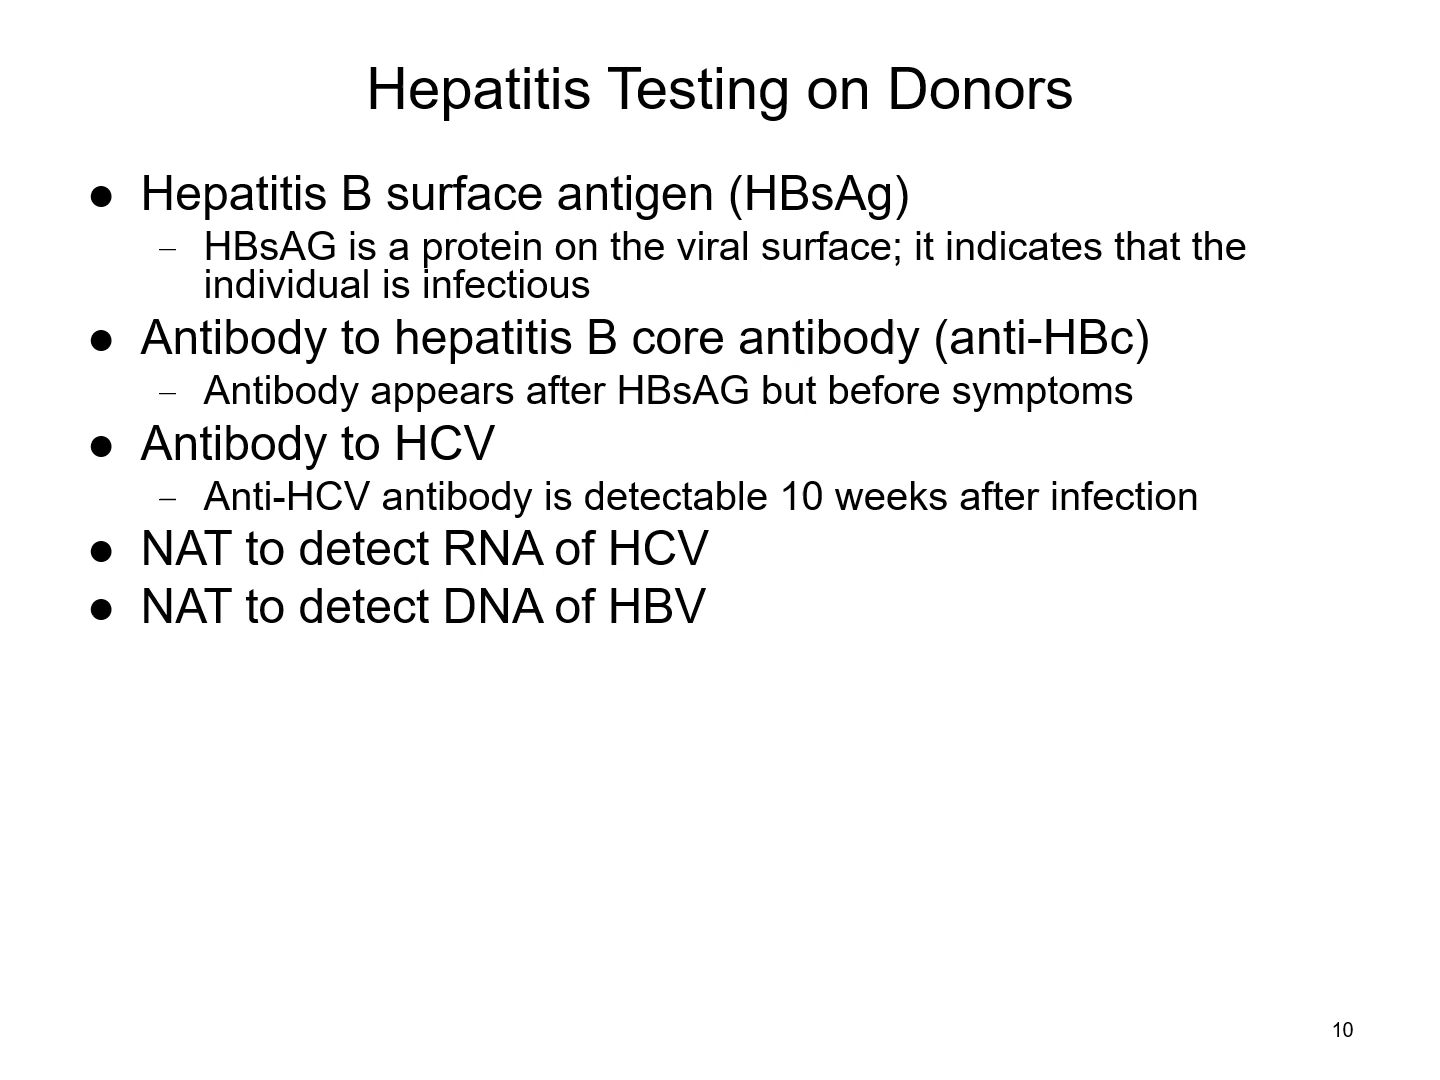 Hepatitis Testing on Donors
● Hepatitis B surface antigen (HBsAg)
– HBsAG is a protein on the viral surface; it indicates that the
individual is infectious
● Antibody to hepatitis B core antibody (anti-HBc)
– Antibody appears after HBsAG but before symptoms
● Antibody to HCV
– Anti-HCV antibody is detectable 10 weeks after infection
● NAT to detect RNA of HCV
● NAT to detect DNA of HBV
10